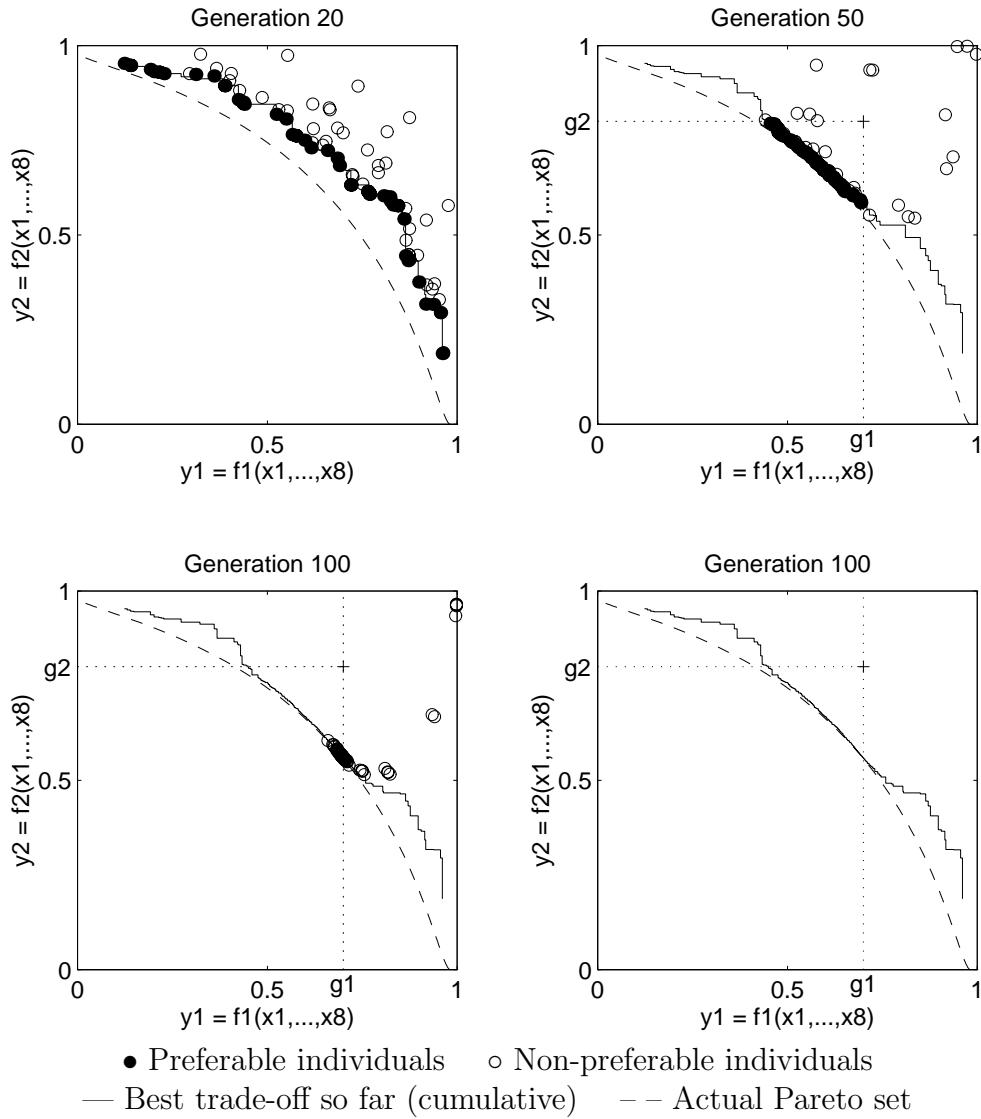 Generation 20
1
0.5
0
0
0.5
1
y2 = f2(x1,...,x8)
y1 = f1(x1,...,x8)
Generation 50
1
g2
0.5
0
0
0.5
g1
1
y2 = f2(x1,...,x8)
y1 = f1(x1,...,x8)
Generation 100
1
g2
0.5
0
0
0.5
g1
1
y2 = f2(x1,...,x8)
y1 = f1(x1,...,x8)
Generation 100
1
g2
0.5
0
0
0.5
g1
1
y2 = f2(x1,...,x8)
y1 = f1(x1,...,x8)
● Preferable individuals ○ Non-preferable individuals
— Best trade-off so far (cumulative) – – Actual Pareto set